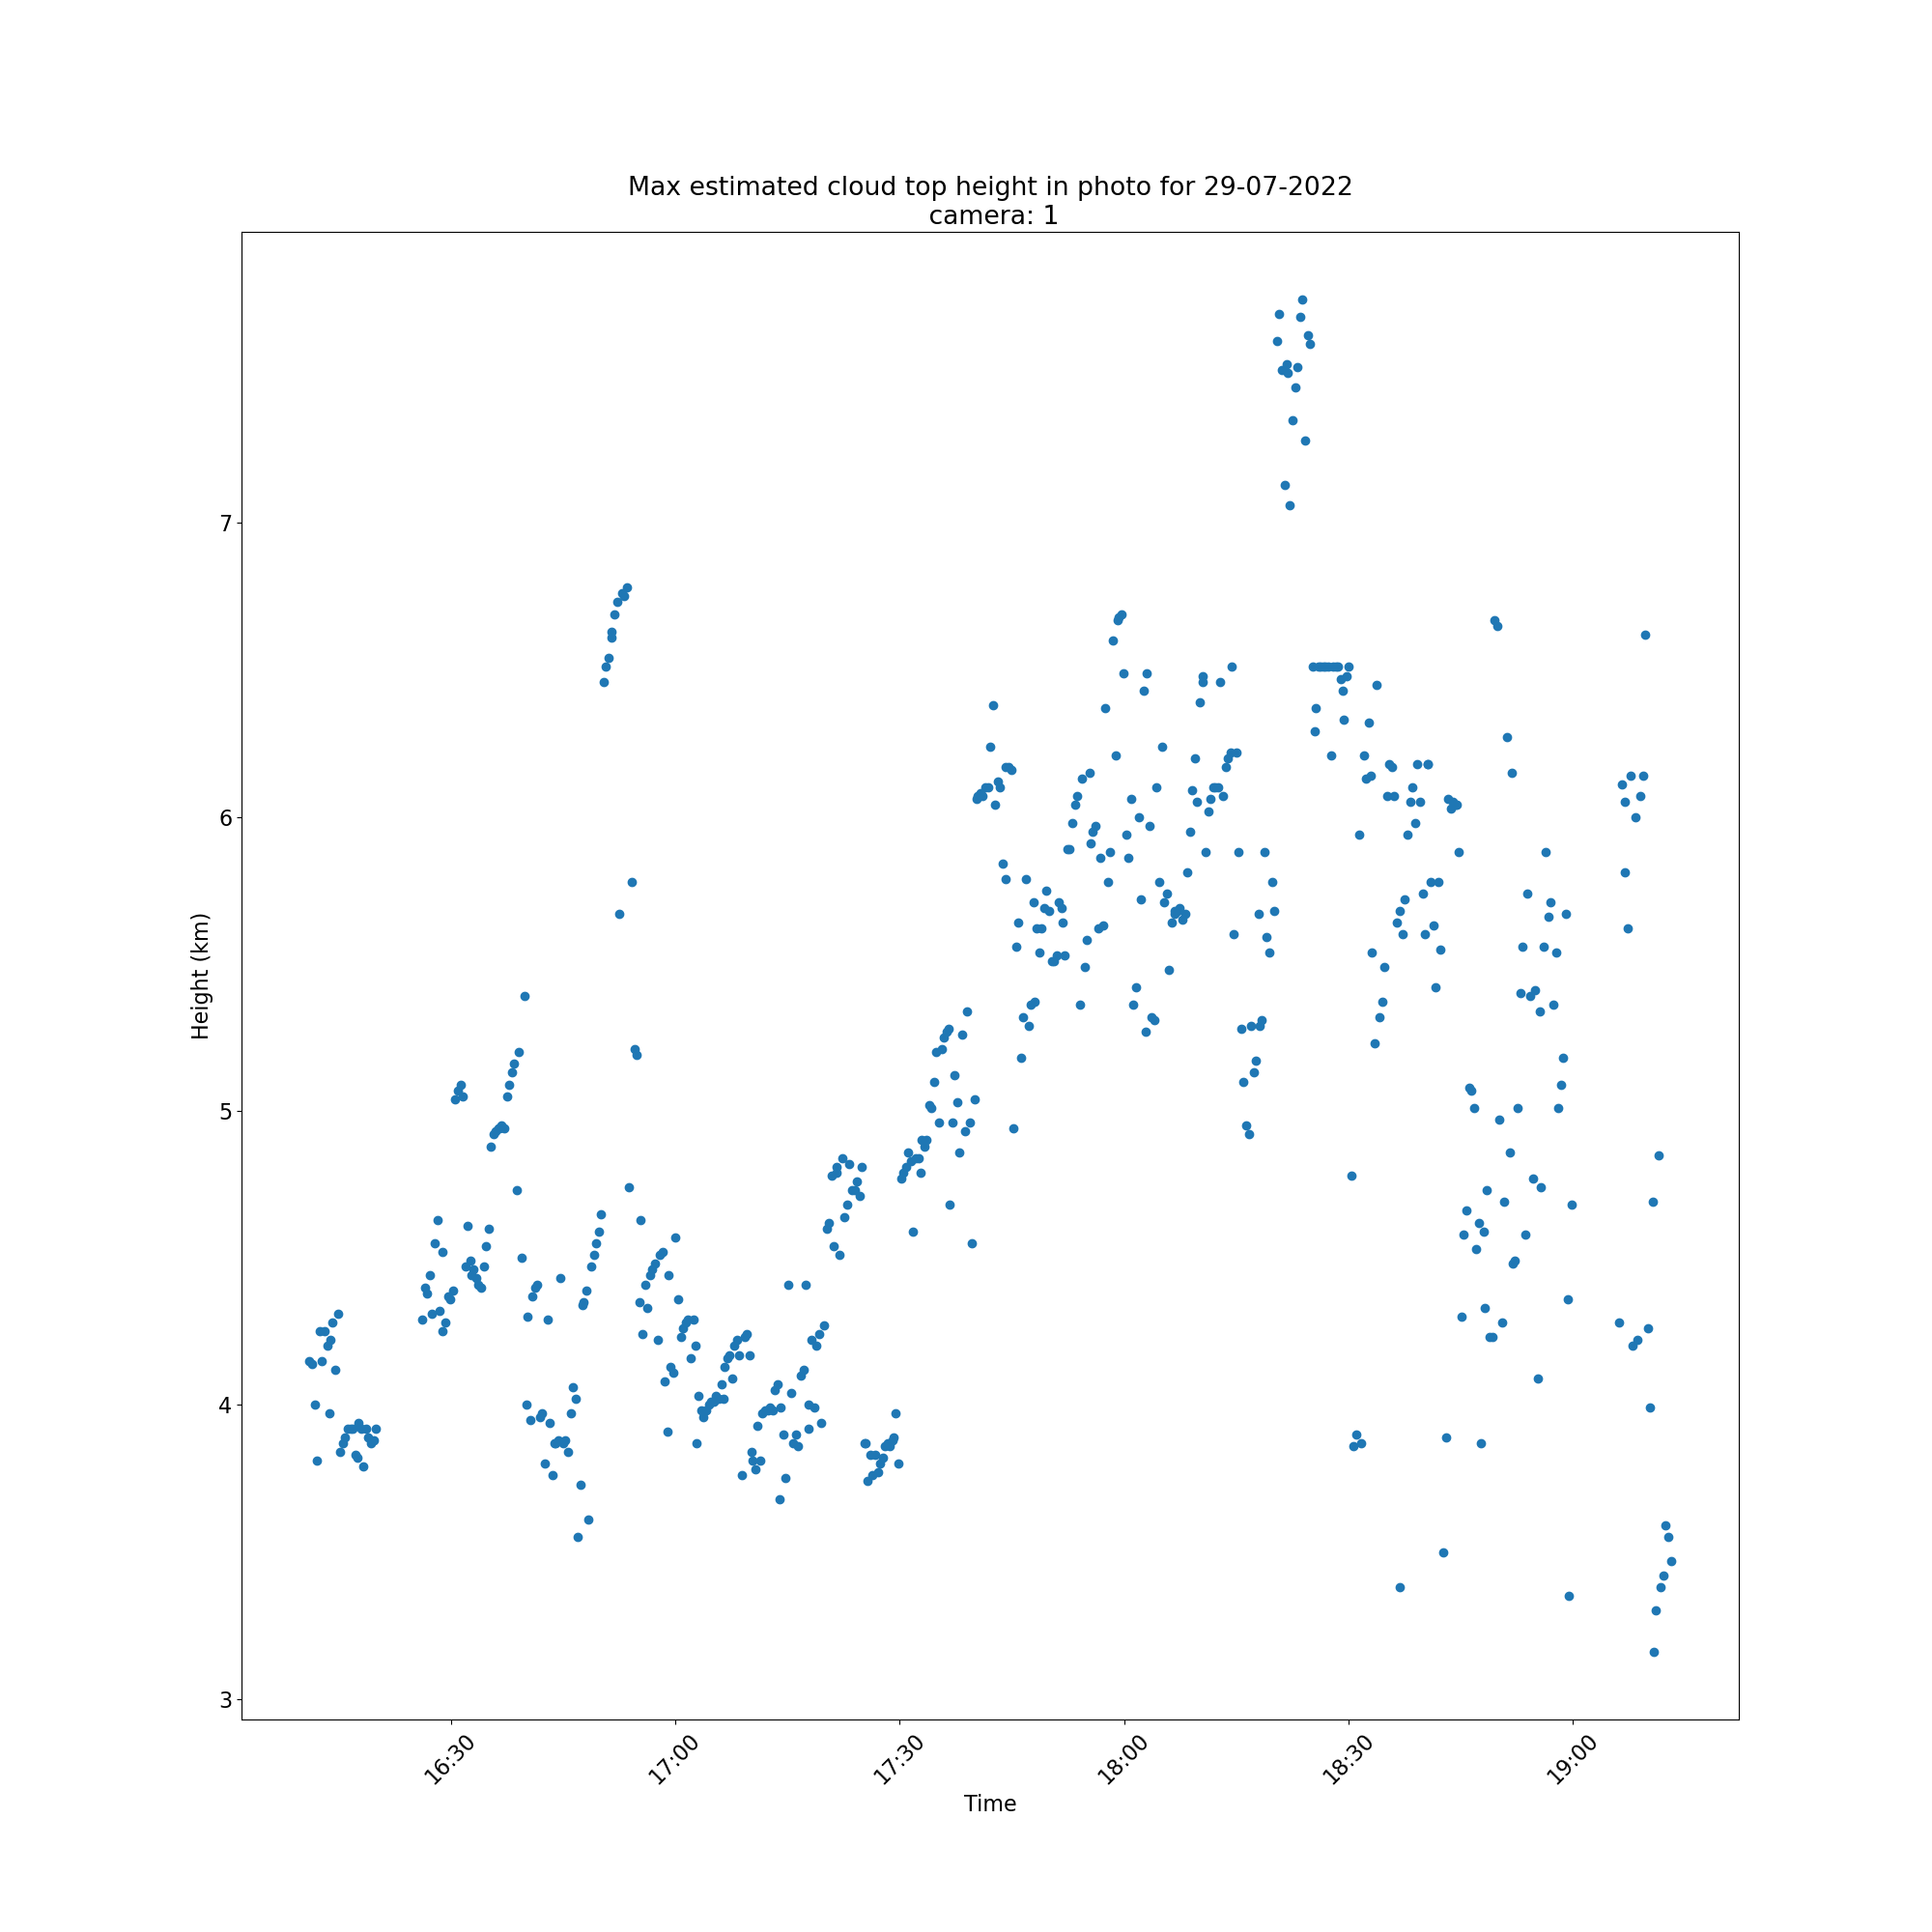 Max estimated cloud top height in photo for 29-07-2022
camera: 1
Height (km)
7
6
5
4
3
16:30
17:00
17:30
18:00
18:30
19:00
Time